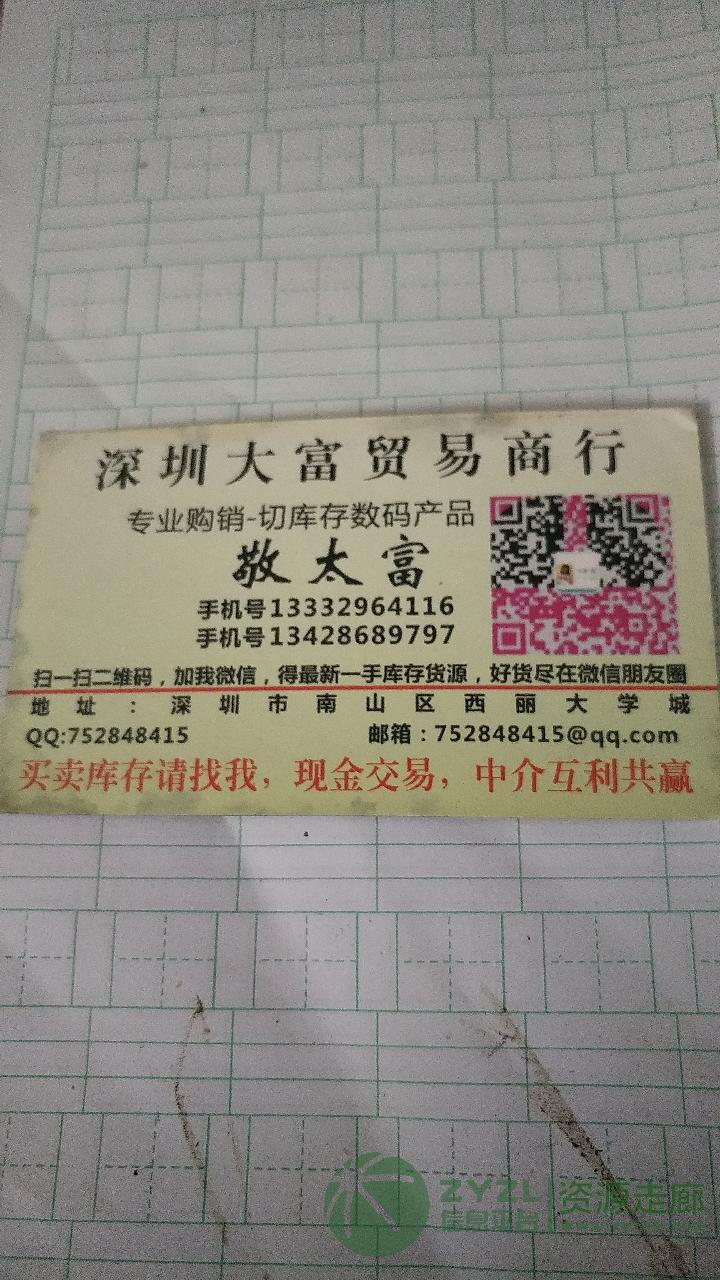 深圳大富贸易商行
专业购销-切库存数码产品
敬太富
手机号13332964116
手机号13428689797
扫一扫二维码，加我微信，得最新一手库存货源，好货尽在微信朋友圈
地址：深圳市南山区西丽大学城
QQ:752848415 邮箱：752848415@qq.com
买卖库存请找我，现金交易，中介互利共赢
ZYZL 资源走廊
信息平台